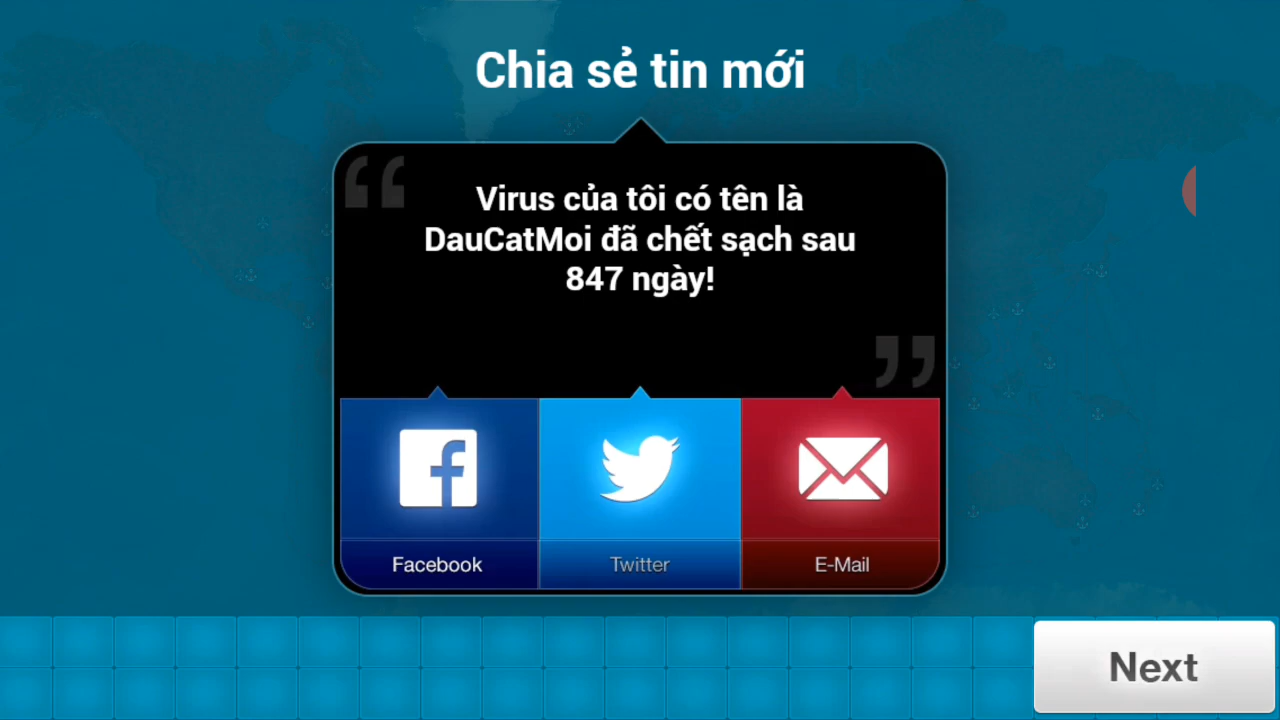 Chia sẻ tin mới
Virus của tôi có tên là
DauCatMoi đã chết sạch sau
847 ngày!
Facebook
Twitter
E-Mail
Next